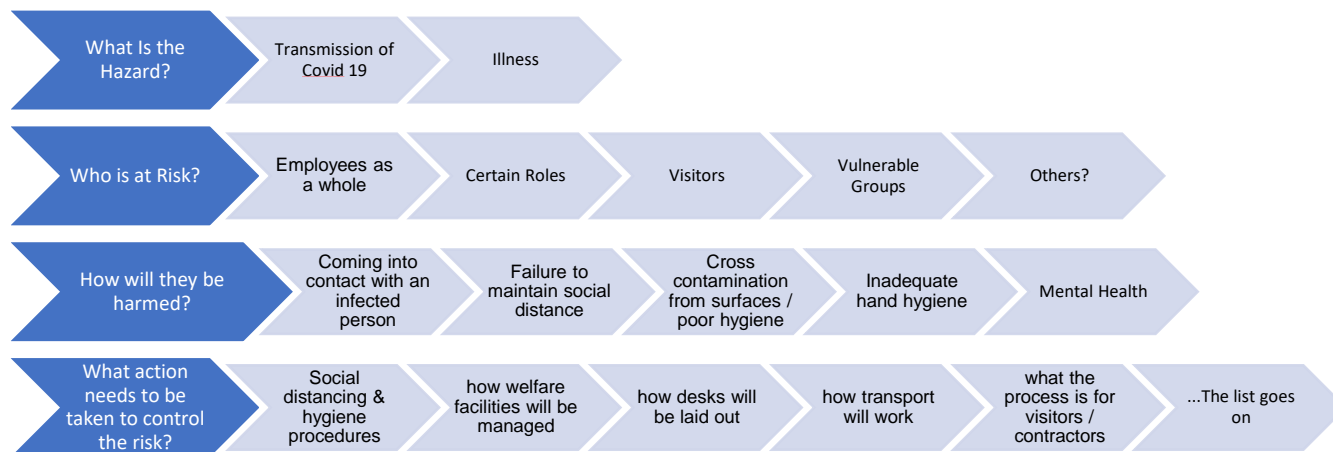 What Is the
Hazard?
Transmission of
Covid 19
Illness
Who is at Risk?
Employees as
a whole
Certain Roles
Visitors
Vulnerable
Groups
Others?
How will they be
harmed?
Coming into
contact with an
infected
person
Failure to
maintain social
distance
Cross
contamination
from surfaces /
poor hygiene
Inadequate
hand hygiene
Mental Health
What action
needs to be
taken to control
the risk?
Social
distancing &
hygiene
procedures
how welfare
facilities will be
managed
how desks will
be laid out
how transport
will work
what the
process is for
visitors /
contractors
...The list goes
on